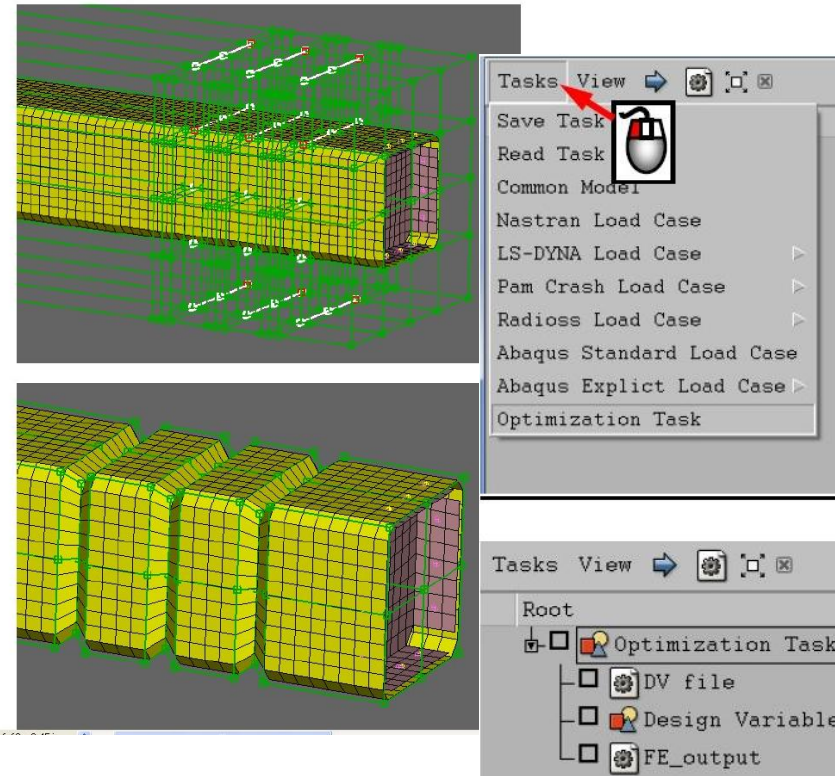 Tasks View
Save Task
Read Task
Common Model
Nastran Load Case
LS-DYNA Load Case
Pam Crash Load Case
Radioss Load Case
Abaqus Standard Load Case
Abaqus Explict Load Case
Optimization Task
Tasks View
Root
Optimization Task
DV file
Design Variable
FE_output